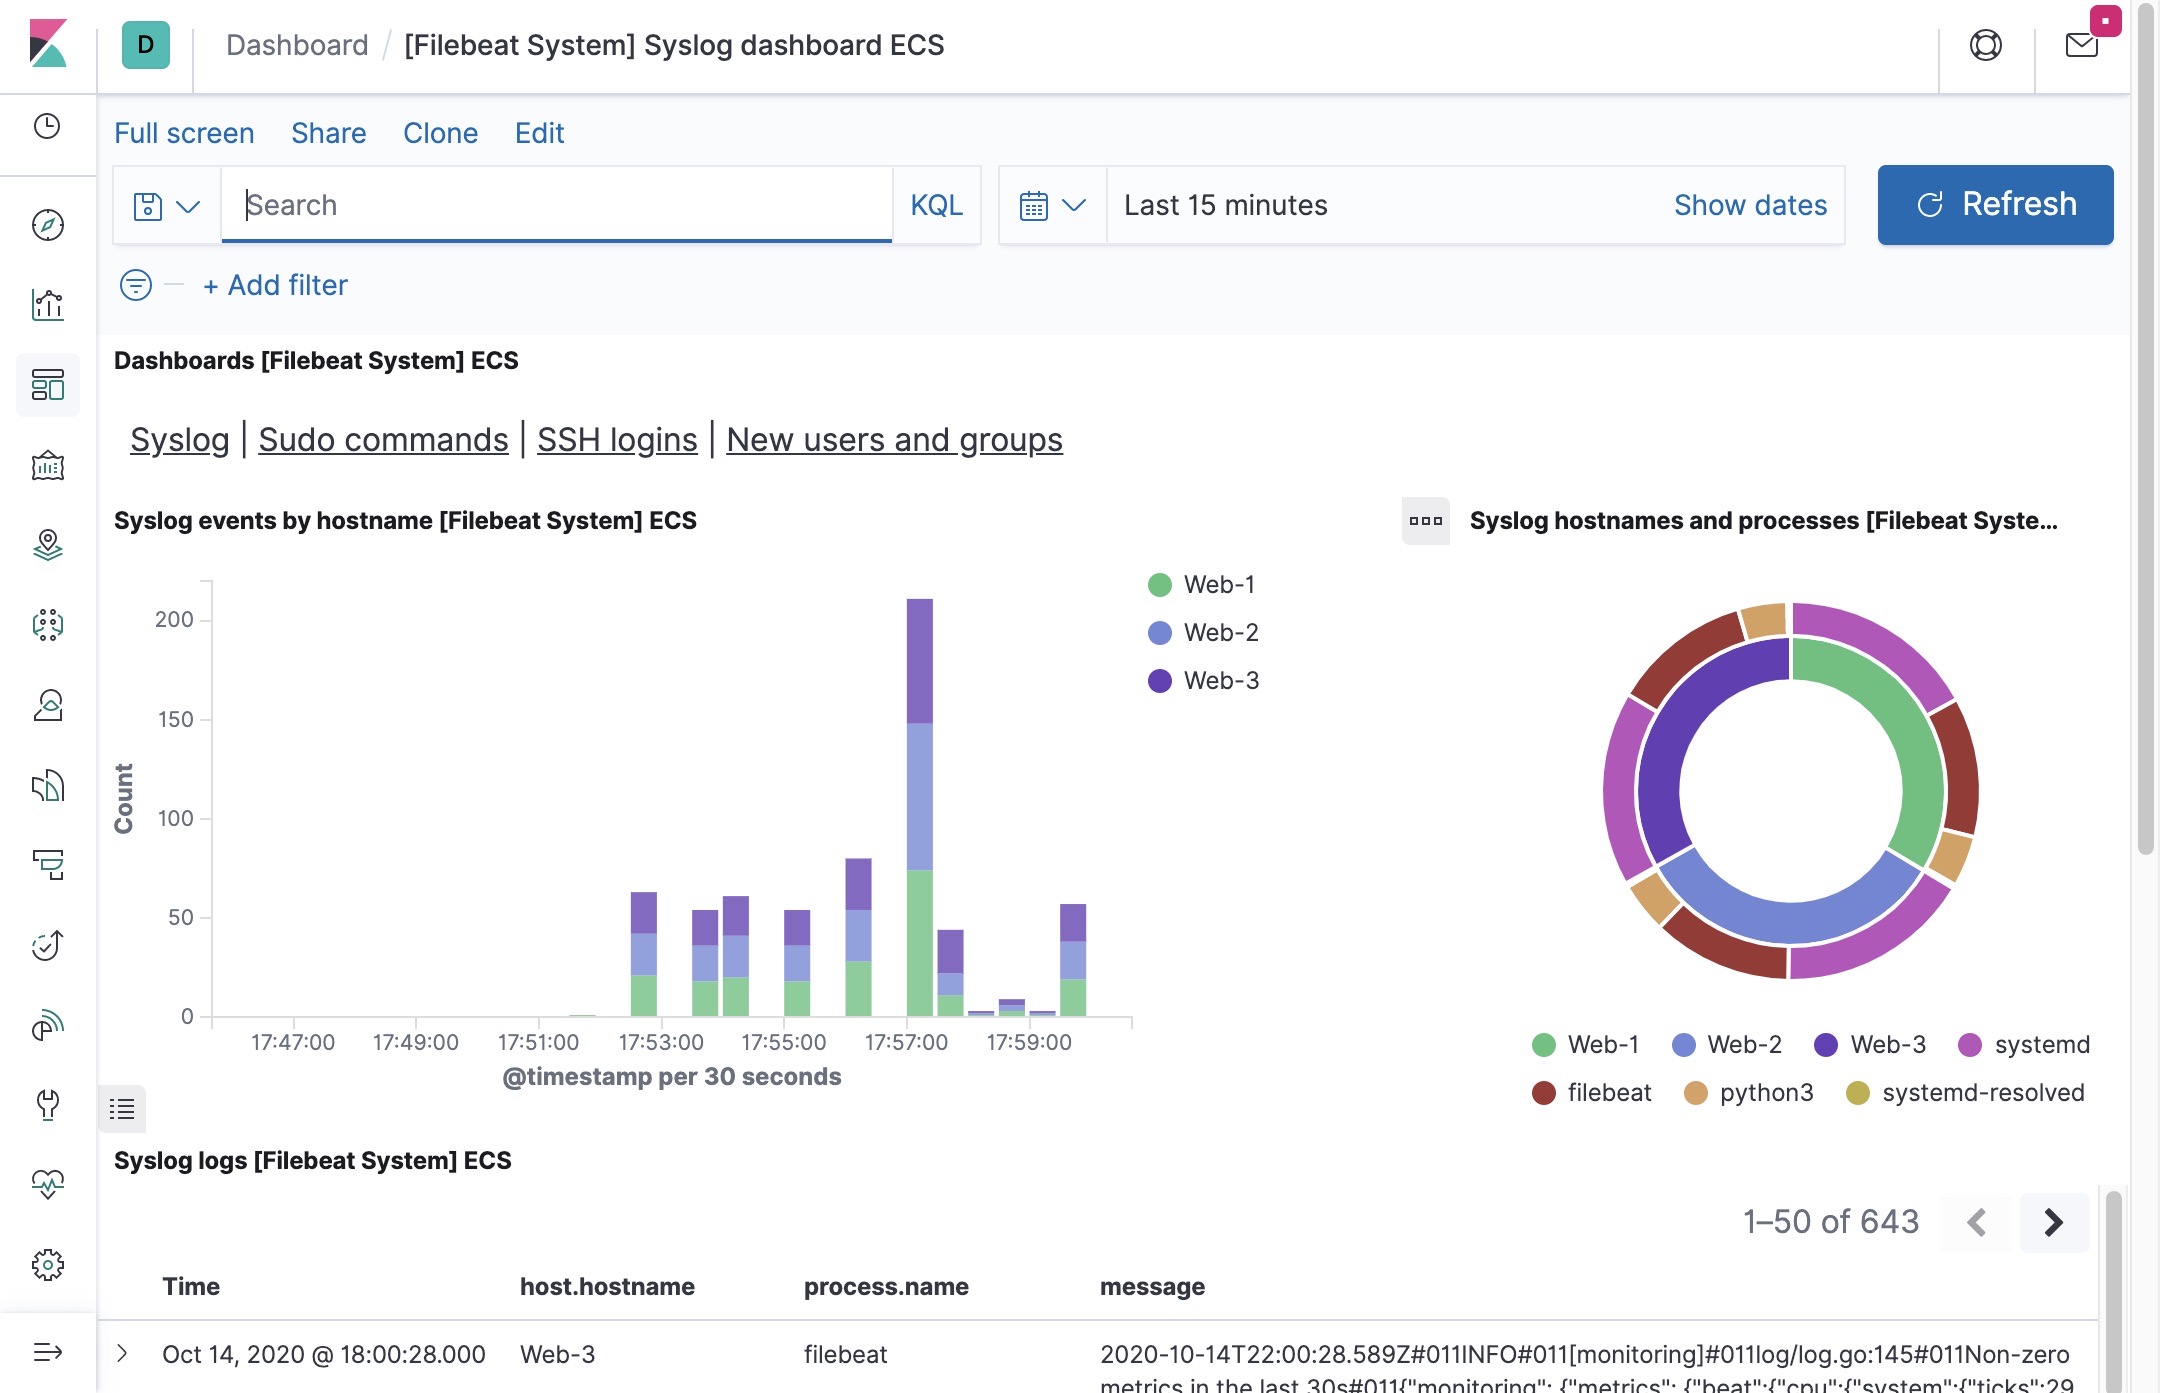 D Dashboard / [Filebeat System] Syslog dashboard ECS
Full screen Share Clone Edit
Search KQL Last 15 minutes Show dates Refresh
+ Add filter
Dashboards [Filebeat System] ECS
Syslog | Sudo commands | SSH logins | New users and groups
Syslog events by hostname [Filebeat System] ECS
Syslog hostnames and processes [Filebeat Syste...
Web-1
Web-2
Web-3
200
150
100
50
0
Count
17:47:00 17:49:00 17:51:00 17:53:00 17:55:00 17:57:00 17:59:00
@timestamp per 30 seconds
Web-1 Web-2 Web-3 systemd
filebeat python3 systemd-resolved
Syslog logs [Filebeat System] ECS
1–50 of 643
Time host.hostname process.name message
Oct 14, 2020 @ 18:00:28.000 Web-3 filebeat 2020-10-14T22:00:28.589Z#011INFO#011[monitoring]#011log/log.go:145#011Non-zero
metrics in the last 30s#011{"monitoring": {"metrics": {"beat":{"cpu":{"system":{"ticks":29